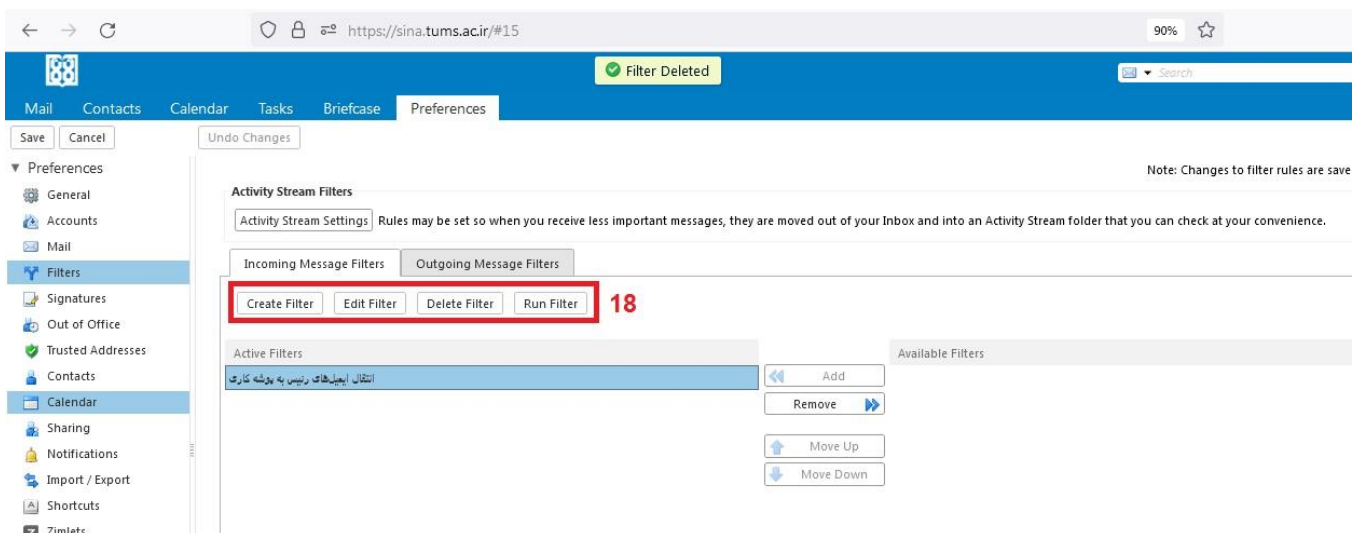 https://sina.tums.ac.ir/#15
90%
Filter Deleted
Search
Mail Contacts Calendar Tasks Briefcase Preferences
Save Cancel Undo Changes
Preferences
Note: Changes to filter rules are save
General
Activity Stream Filters
Accounts
Activity Stream Settings Rules may be set so when you receive less important messages, they are moved out of your Inbox and into an Activity Stream folder that you can check at your convenience.
Mail
Incoming Message Filters Outgoing Message Filters
Filters
Signatures
Create Filter Edit Filter Delete Filter Run Filter 18
Out of Office
Trusted Addresses
Active Filters Available Filters
Contacts
انتقال ایمیل‌های رئیس به پوشه کاری
Add
Calendar
Remove
Sharing
Notifications
Move Up
Import / Export
Move Down
Shortcuts
Zimlets